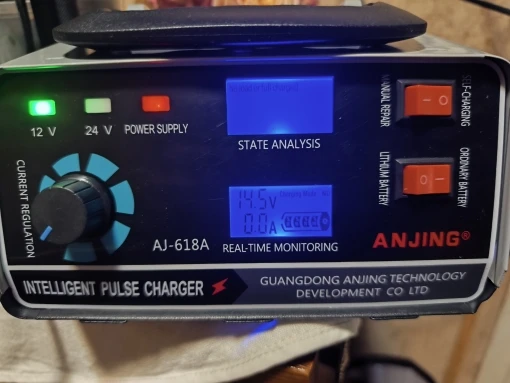 12 V
24 V
POWER SUPPLY
STATE ANALYSIS
MANUAL REPAIR
SELF-CHARGING
LITHIUM BATTERY
ORDINARY BATTERY
CURRENT REGULATION
14.5V
0.0A
AJ-618A
REAL-TIME MONITORING
ANJING®
INTELLIGENT PULSE CHARGER
GUANGDONG ANJING TECHNOLOGY
DEVELOPMENT CO LTD